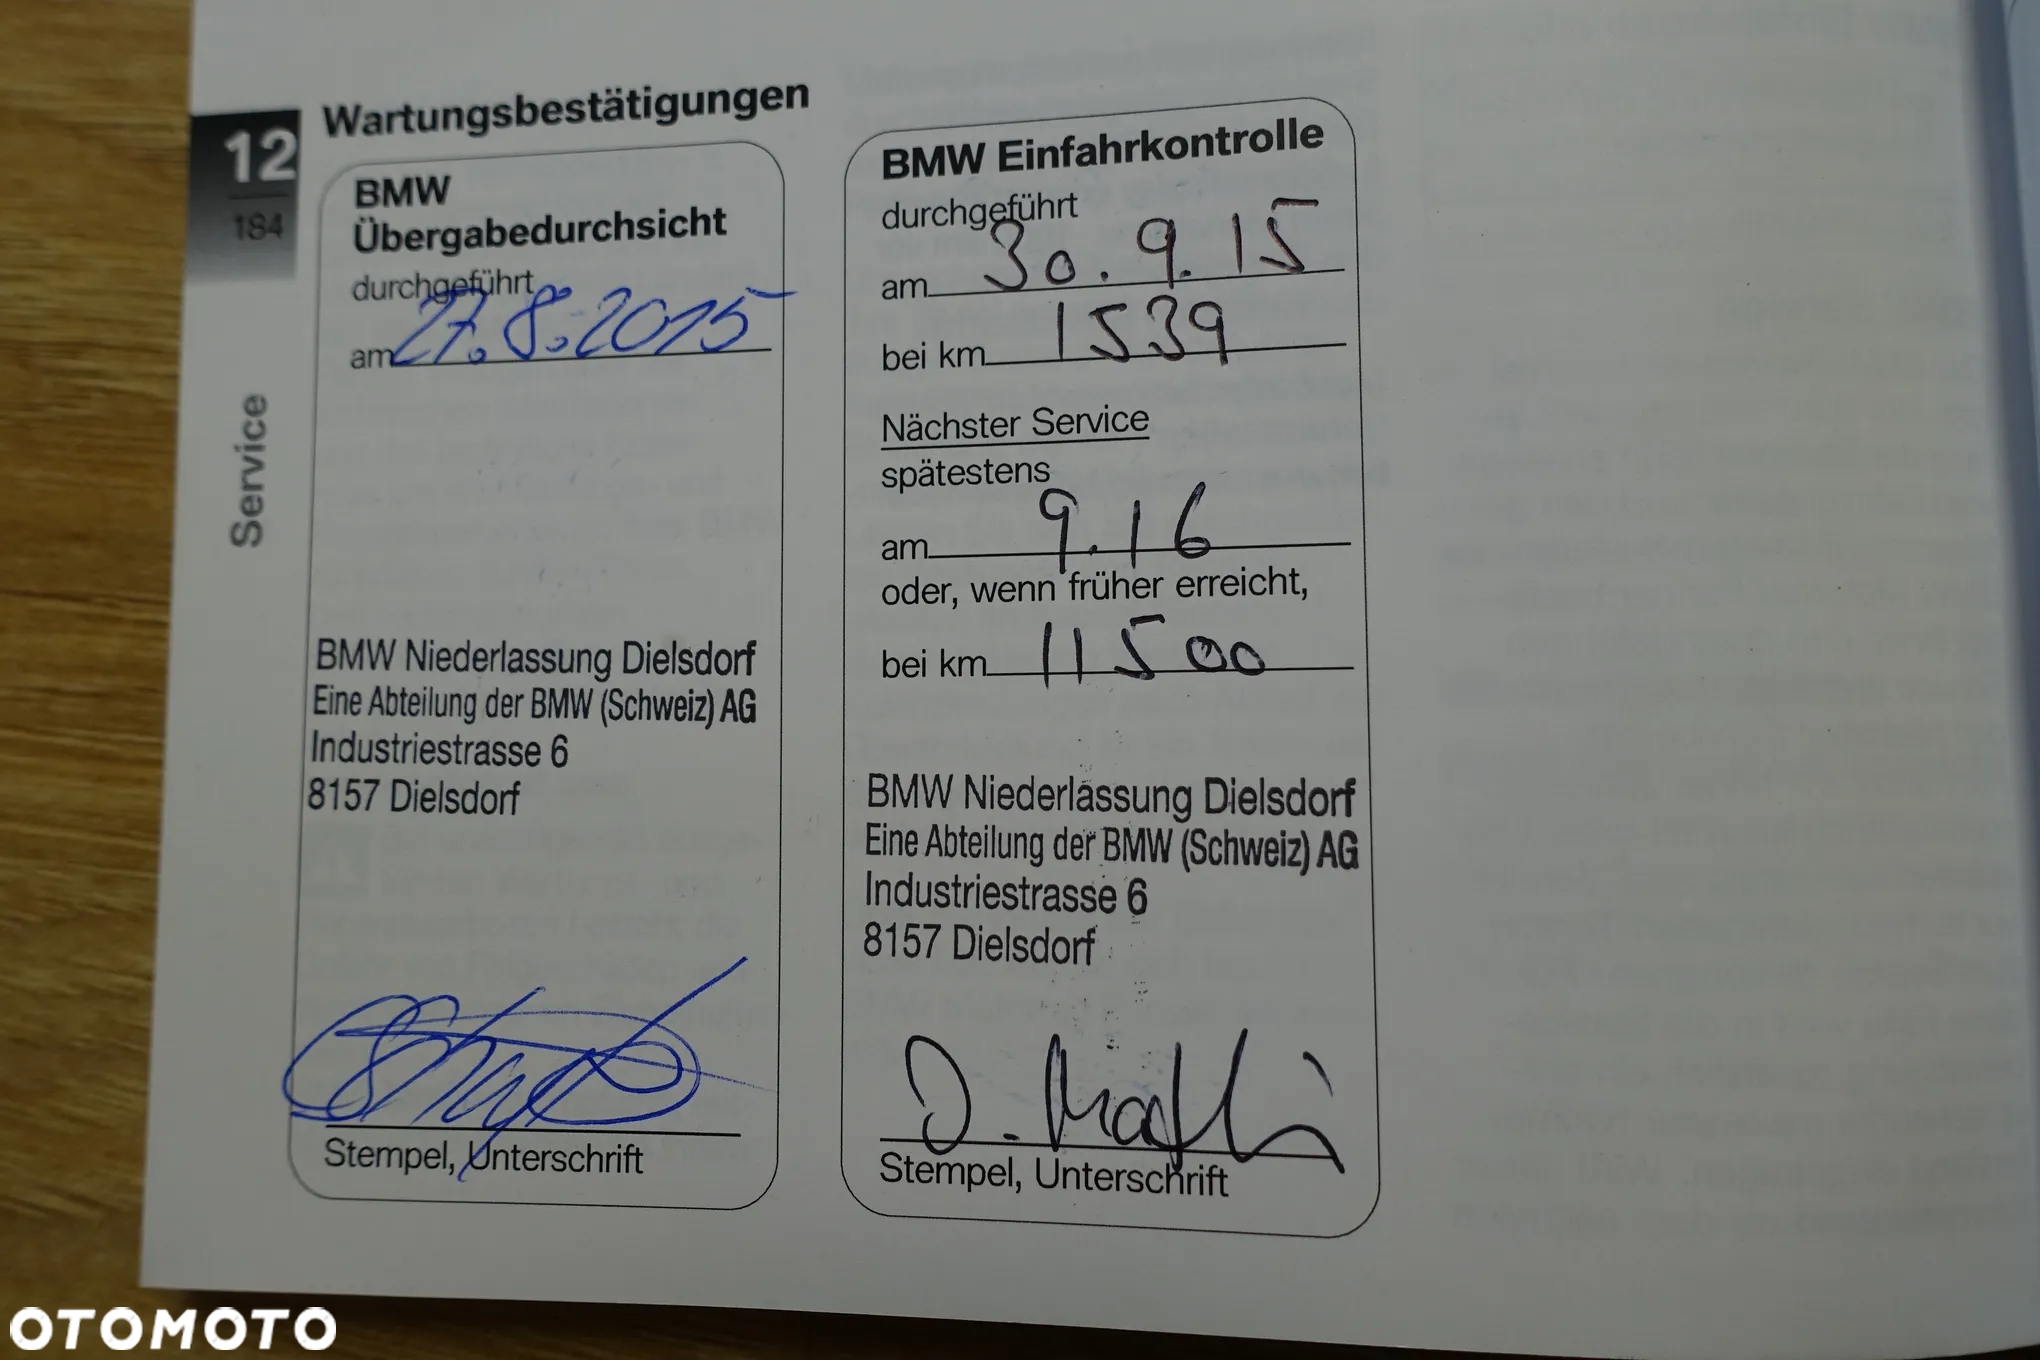 12
184
Service
Wartungsbestätigungen
BMW
Übergabedurchsicht
durchgeführt
am 27.8.2015
BMW Niederlassung Dielsdorf
Eine Abteilung der BMW (Schweiz) AG
Industriestrasse 6
8157 Dielsdorf
Stempel, Unterschrift
BMW Einfahrkontrolle
durchgeführt
am 30.9.15
bei km 1539
Nächster Service
spätestens
am 9.16
oder, wenn früher erreicht,
bei km 11500
BMW Niederlassung Dielsdorf
Eine Abteilung der BMW (Schweiz) AG
Industriestrasse 6
8157 Dielsdorf
Stempel, Unterschrift
OTOMOTO